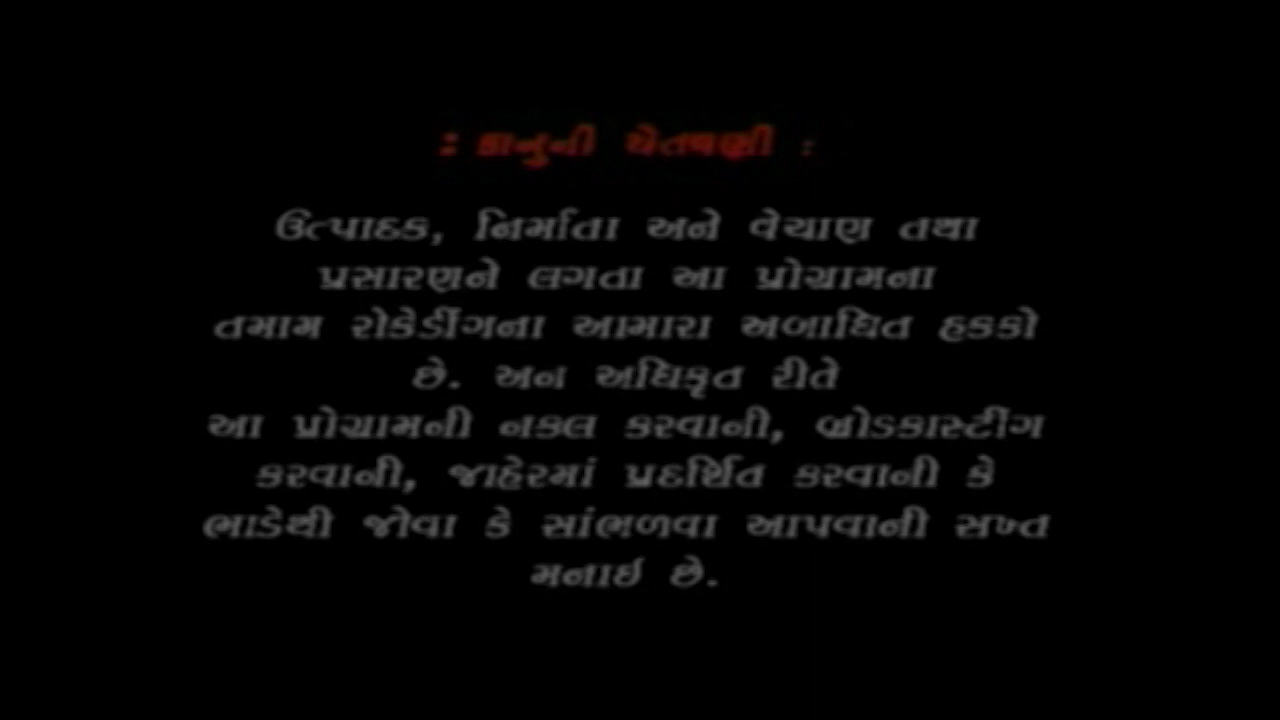 : કાનુની ચેતવણી :
ઉત્પાદક, નિર્માતા અને વેચાણ તથા
પ્રસારણને લગતા આ પ્રોગ્રામના
તમામ રોકેર્ડીંગના આમારા અબાધિત હકકો
છે. અન અધિકૃત રીતે
આ પ્રોગ્રામની નકલ કરવાની, બ્રોડકાસ્ટીંગ
કરવાની, જાહેરમાં પ્રદર્શિત કરવાની કે
ભાડેથી જોવા કે સાંભળવા આપવાની સખ્ત
મનાઇ છે.